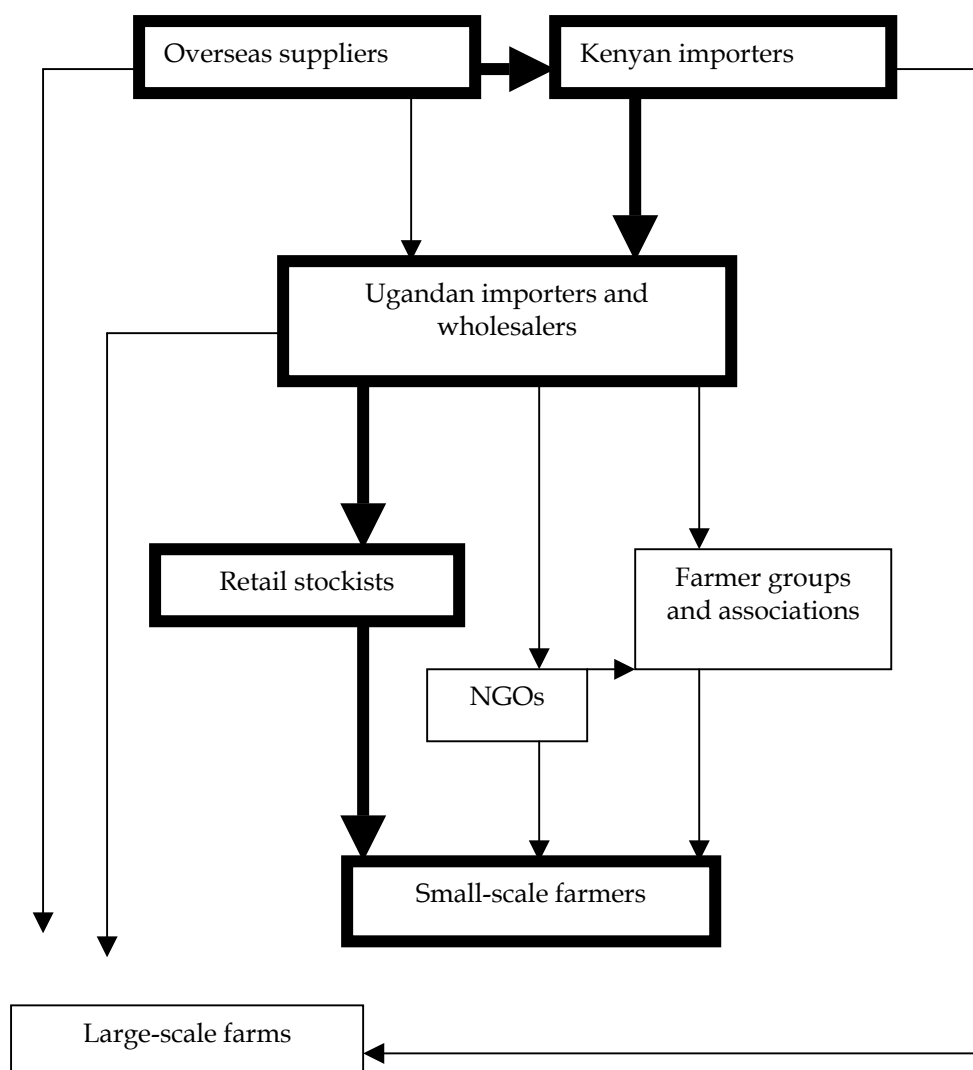 Overseas suppliers
Kenyan importers
Ugandan importers and
wholesalers
Retail stockists
Farmer groups
and associations
NGOs
Small-scale farmers
Large-scale farms